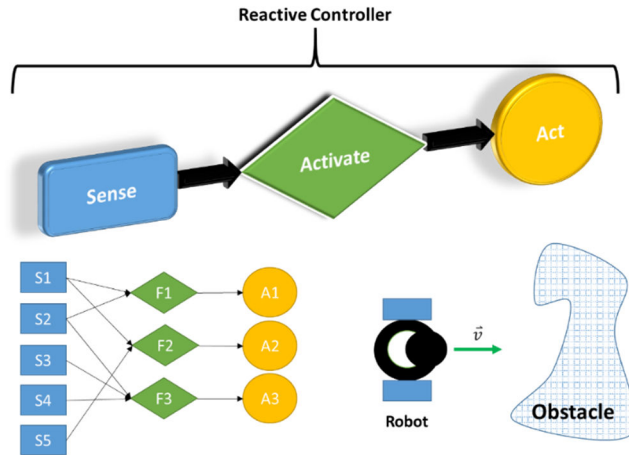 Reactive Controller
Sense
Activate
Act
S1
F1
A1
S2
F2
A2
S3
S4
F3
A3
S5
v
Robot
Obstacle